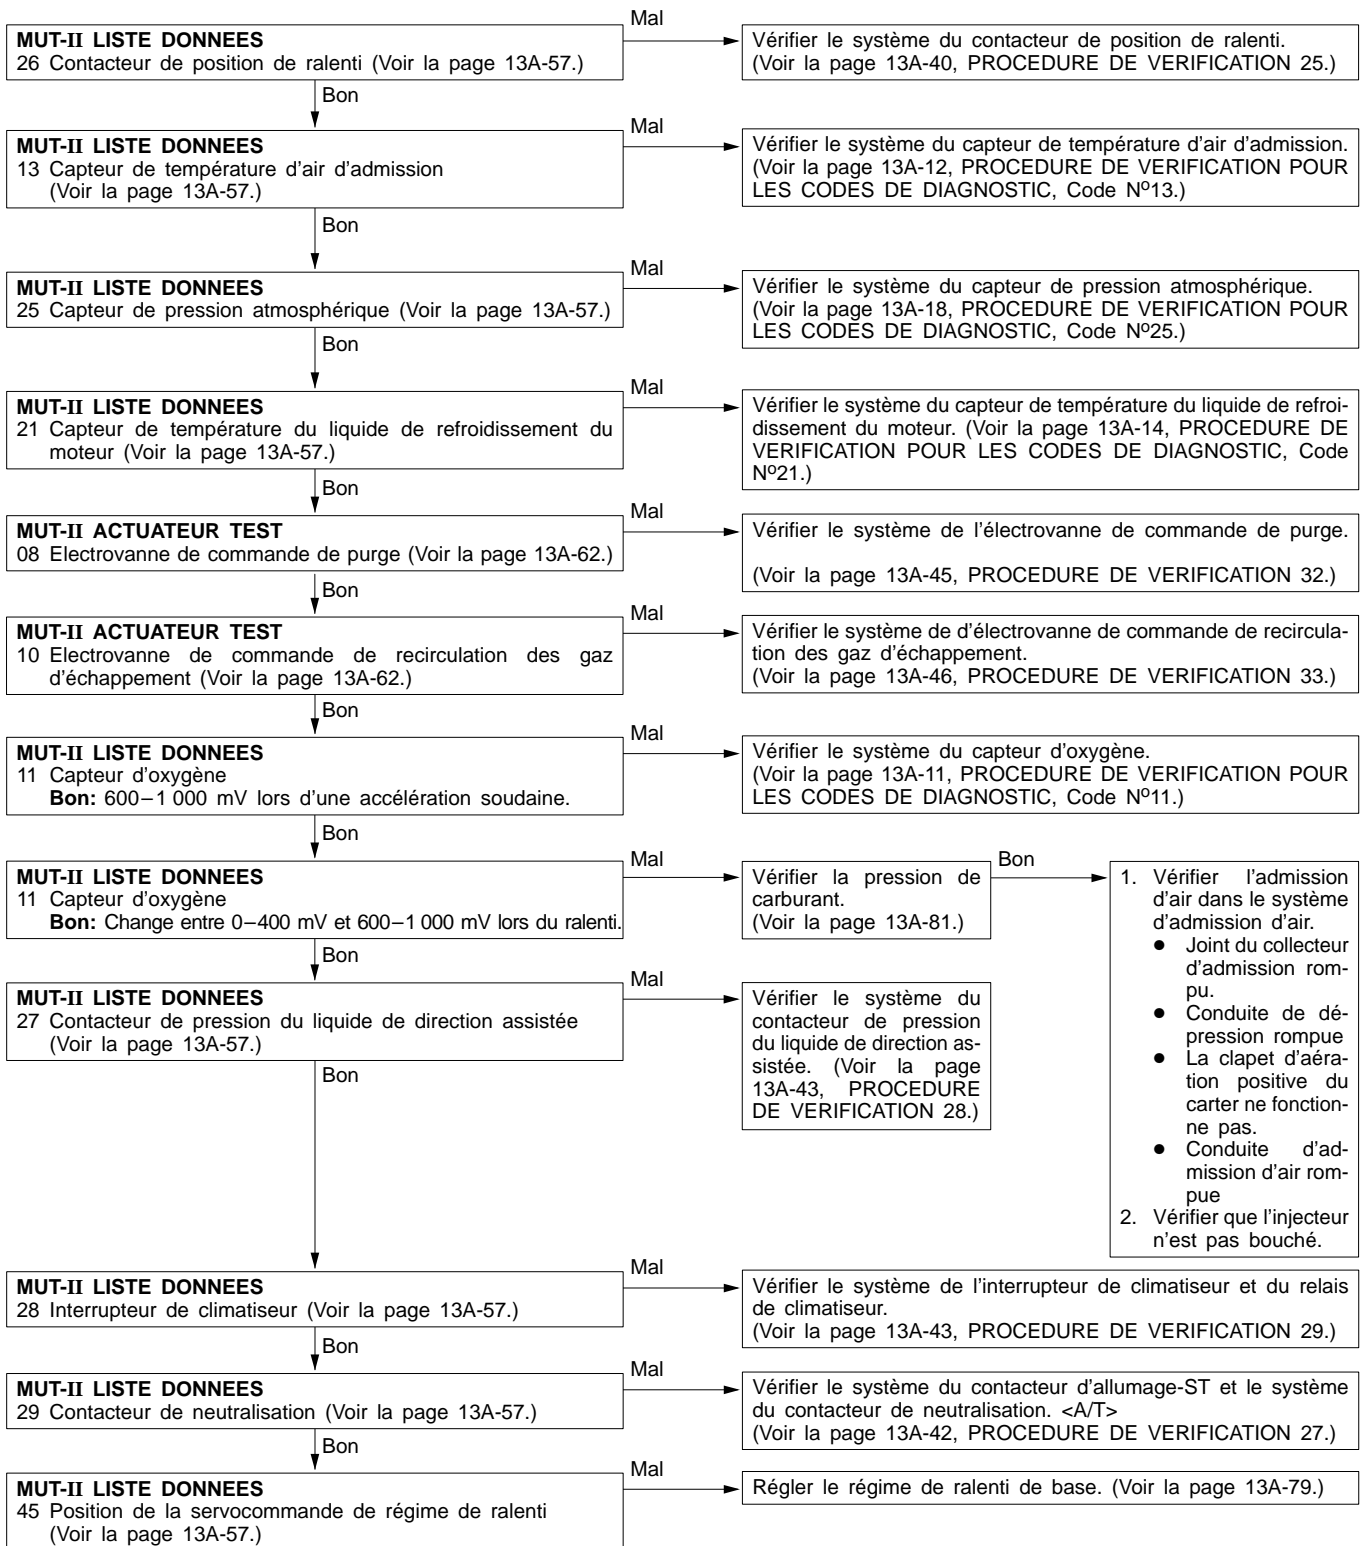 Mal
MUT-II LISTE DONNEES
26 Contacteur de position de ralenti (Voir la page 13A-57.)
Vérifier le système du contacteur de position de ralenti.
(Voir la page 13A-40, PROCEDURE DE VERIFICATION 25.)
Bon
Mal
MUT-II LISTE DONNEES
13 Capteur de température d'air d'admission
(Voir la page 13A-57.)
Vérifier le système du capteur de température d'air d'admission.
(Voir la page 13A-12, PROCEDURE DE VERIFICATION POUR
LES CODES DE DIAGNOSTIC, Code Nº13.)
Bon
Mal
MUT-II LISTE DONNEES
25 Capteur de pression atmosphérique (Voir la page 13A-57.)
Vérifier le système du capteur de pression atmosphérique.
(Voir la page 13A-18, PROCEDURE DE VERIFICATION POUR
LES CODES DE DIAGNOSTIC, Code Nº25.)
Bon
Mal
MUT-II LISTE DONNEES
21 Capteur de température du liquide de refroidissement du
moteur (Voir la page 13A-57.)
Vérifier le système du capteur de température du liquide de refroi-
dissement du moteur. (Voir la page 13A-14, PROCEDURE DE
VERIFICATION POUR LES CODES DE DIAGNOSTIC, Code
Nº21.)
Bon
Mal
MUT-II ACTUATEUR TEST
08 Electrovanne de commande de purge (Voir la page 13A-62.)
Vérifier le système de l'électrovanne de commande de purge.
(Voir la page 13A-45, PROCEDURE DE VERIFICATION 32.)
Bon
Mal
MUT-II ACTUATEUR TEST
10 Electrovanne de commande de recirculation des gaz
d'échappement (Voir la page 13A-62.)
Vérifier le système de d'électrovanne de commande de recircula-
tion des gaz d'échappement.
(Voir la page 13A-46, PROCEDURE DE VERIFICATION 33.)
Bon
Mal
MUT-II LISTE DONNEES
11 Capteur d'oxygène
Bon: 600–1 000 mV lors d'une accélération soudaine.
Vérifier le système du capteur d'oxygène.
(Voir la page 13A-11, PROCEDURE DE VERIFICATION POUR
LES CODES DE DIAGNOSTIC, Code Nº11.)
Bon
Mal
MUT-II LISTE DONNEES
11 Capteur d'oxygène
Bon: Change entre 0–400 mV et 600–1 000 mV lors du ralenti.
Vérifier la pression de
carburant.
(Voir la page 13A-81.)
Bon
1. Vérifier l'admission
d'air dans le système
d'admission d'air.
● Joint du collecteur
d'admission rom-
pu.
● Conduite de dé-
pression rompue
● La clapet d'aéra-
tion positive du
carter ne fonction-
ne pas.
● Conduite d'ad-
mission d'air rom-
pue
2. Vérifier que l'injecteur
n'est pas bouché.
Bon
Mal
MUT-II LISTE DONNEES
27 Contacteur de pression du liquide de direction assistée
(Voir la page 13A-57.)
Vérifier le système du
contacteur de pression
du liquide de direction as-
sistée. (Voir la page
13A-43, PROCEDURE
DE VERIFICATION 28.)
Bon
Mal
MUT-II LISTE DONNEES
28 Interrupteur de climatiseur (Voir la page 13A-57.)
Vérifier le système de l'interrupteur de climatiseur et du relais
de climatiseur.
(Voir la page 13A-43, PROCEDURE DE VERIFICATION 29.)
Bon
Mal
MUT-II LISTE DONNEES
29 Contacteur de neutralisation (Voir la page 13A-57.)
Vérifier le système du contacteur d'allumage-ST et le système
du contacteur de neutralisation. <A/T>
(Voir la page 13A-42, PROCEDURE DE VERIFICATION 27.)
Bon
Mal
MUT-II LISTE DONNEES
45 Position de la servocommande de régime de ralenti
(Voir la page 13A-57.)
Régler le régime de ralenti de base. (Voir la page 13A-79.)